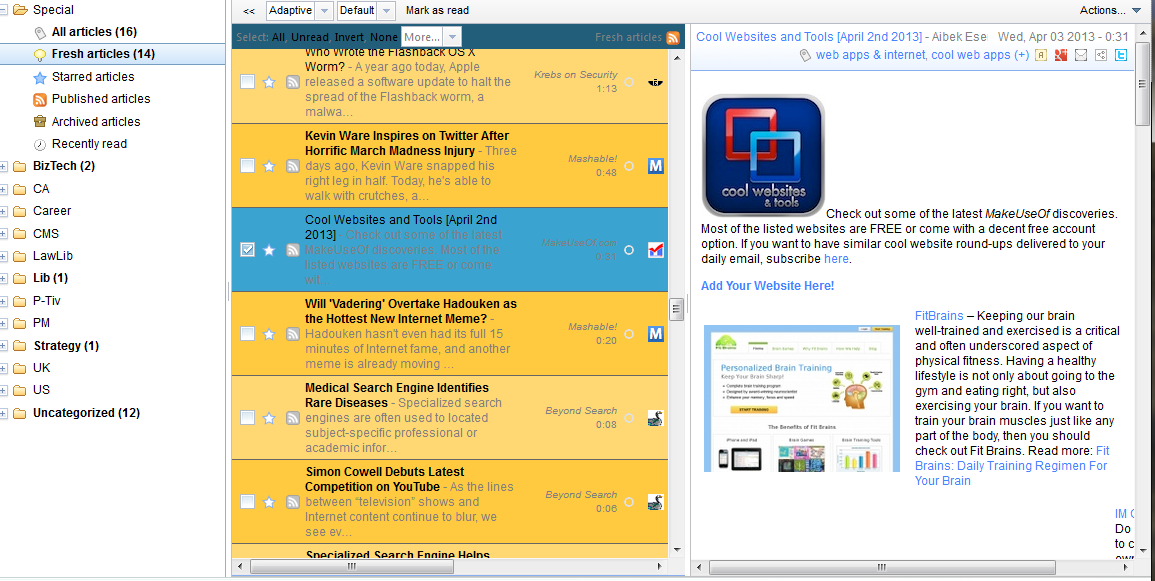 Special
All articles (16)
Fresh articles (14)
Starred articles
Published articles
Archived articles
Recently read
BizTech (2)
CA
Career
CMS
LawLib
Lib (1)
P-Tiv
PM
Strategy (1)
UK
US
Uncategorized (12)
<< Adaptive Default Mark as read
Actions...
Select: All Unread Invert None More... Fresh articles
Who Wrote the Flashback OS X
Worm? - A year ago today, Apple
released a software update to halt the
spread of the Flashback worm, a
malwa...
Krebs on Security
1:13
Kevin Ware Inspires on Twitter After
Horrific March Madness Injury - Three
days ago, Kevin Ware snapped his
right leg in half. Today, he's able to
walk with crutches, a...
Mashable!
0:48
M
Cool Websites and Tools [April 2nd
2013] - Check out some of the latest
MakeUseOf discoveries. Most of the
listed websites are FREE or come
wit...
MakeUseOf.com
0:31
Will 'Vadering' Overtake Hadouken as
the Hottest New Internet Meme? -
Hadouken hasn't even had its full 15
minutes of Internet fame, and another
meme is already moving ...
Mashable!
0:20
M
Medical Search Engine Identifies
Rare Diseases - Specialized search
engines are often used to located
subject-specific professional or
academic infor...
Beyond Search
0:08
Simon Cowell Debuts Latest
Competition on YouTube - As the lines
between “television” shows and
Internet content continue to blur, we
see ev...
Beyond Search
0:06
Specialized Search Engine Helps
Cool Websites and Tools [April 2nd 2013] - Aibek Ese Wed, Apr 03 2013 - 0:31
web apps & internet, cool web apps (+)
cool websites
& tools
Check out some of the latest MakeUseOf discoveries.
Most of the listed websites are FREE or come with a decent free account
option. If you want to have similar cool website round-ups delivered to your
daily email, subscribe here.
Add Your Website Here!
Personalized Brain Training
Keep Your Brain Sharp!
START TRAINING
The Benefits of Fit Brains
iPhone and iPad Brain Games Brain Training Tools
FitBrains – Keeping our brain
well-trained and exercised is a critical
and often underscored aspect of
physical fitness. Having a healthy
lifestyle is not only about going to the
gym and eating right, but also
exercising your brain. If you want to
train your brain muscles just like any
part of the body, then you should
check out Fit Brains. Read more: Fit
Brains: Daily Training Regimen For
Your Brain
IM
Do
to c